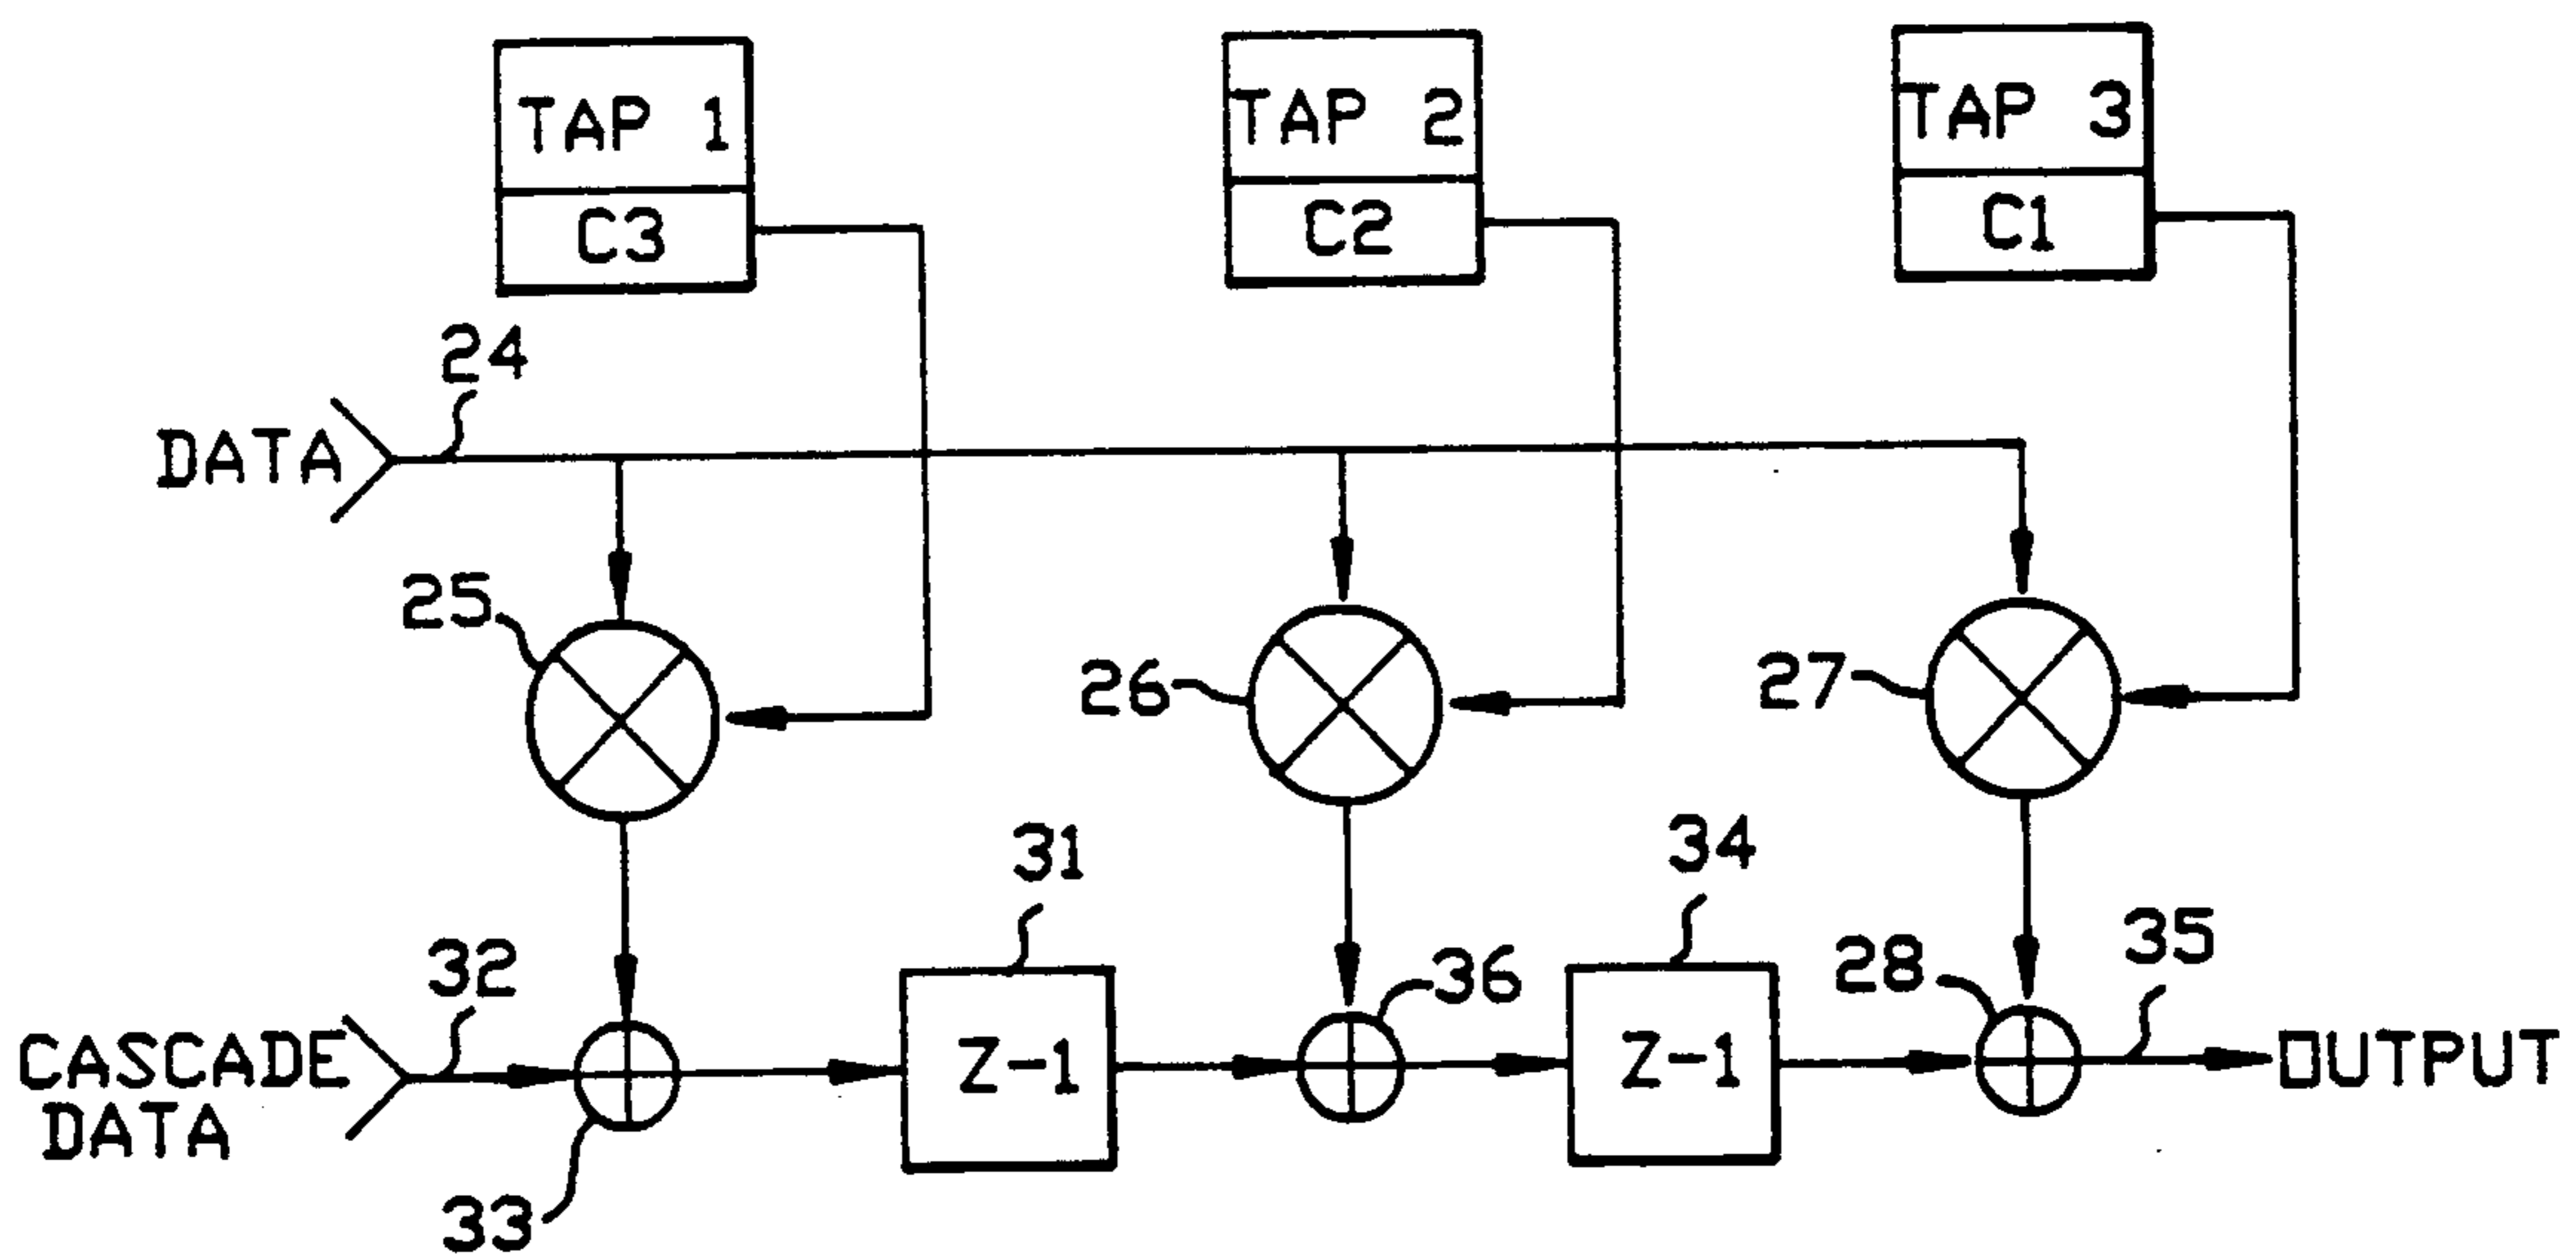 TAP 1
TAP 2
TAP 3
C3
C2
C1
24
DATA
25
26
27
31
34
32
36
28
35
CASCADE
DATA
Z-1
Z-1
OUTPUT
33